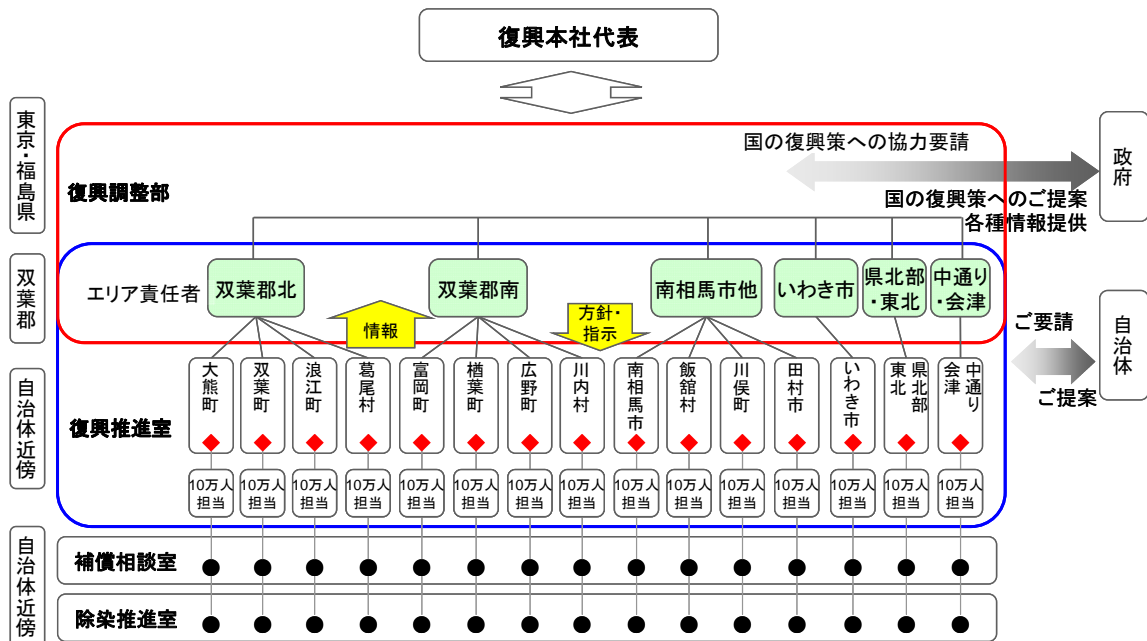 復興本社代表
東京・福島県
国の復興策への協力要請
政府
復興調整部
国の復興策へのご提案
各種情報提供
双葉郡
エリア責任者
双葉郡北
双葉郡南
南相馬市他
いわき市
県北部
・東北
中通り
・会津
情報
方針・
指示
ご要請
自治体
ご提案
自治体近傍
復興推進室
大熊町
双葉町
浪江町
葛尾村
富岡町
楢葉町
広野町
川内村
南相馬市
飯舘村
川俣町
田村市
いわき市
県北部
東北
中通り
会津
10万人
担当
10万人
担当
10万人
担当
10万人
担当
10万人
担当
10万人
担当
10万人
担当
10万人
担当
10万人
担当
10万人
担当
10万人
担当
10万人
担当
10万人
担当
10万人
担当
10万人
担当
自治体近傍
補償相談室
除染推進室